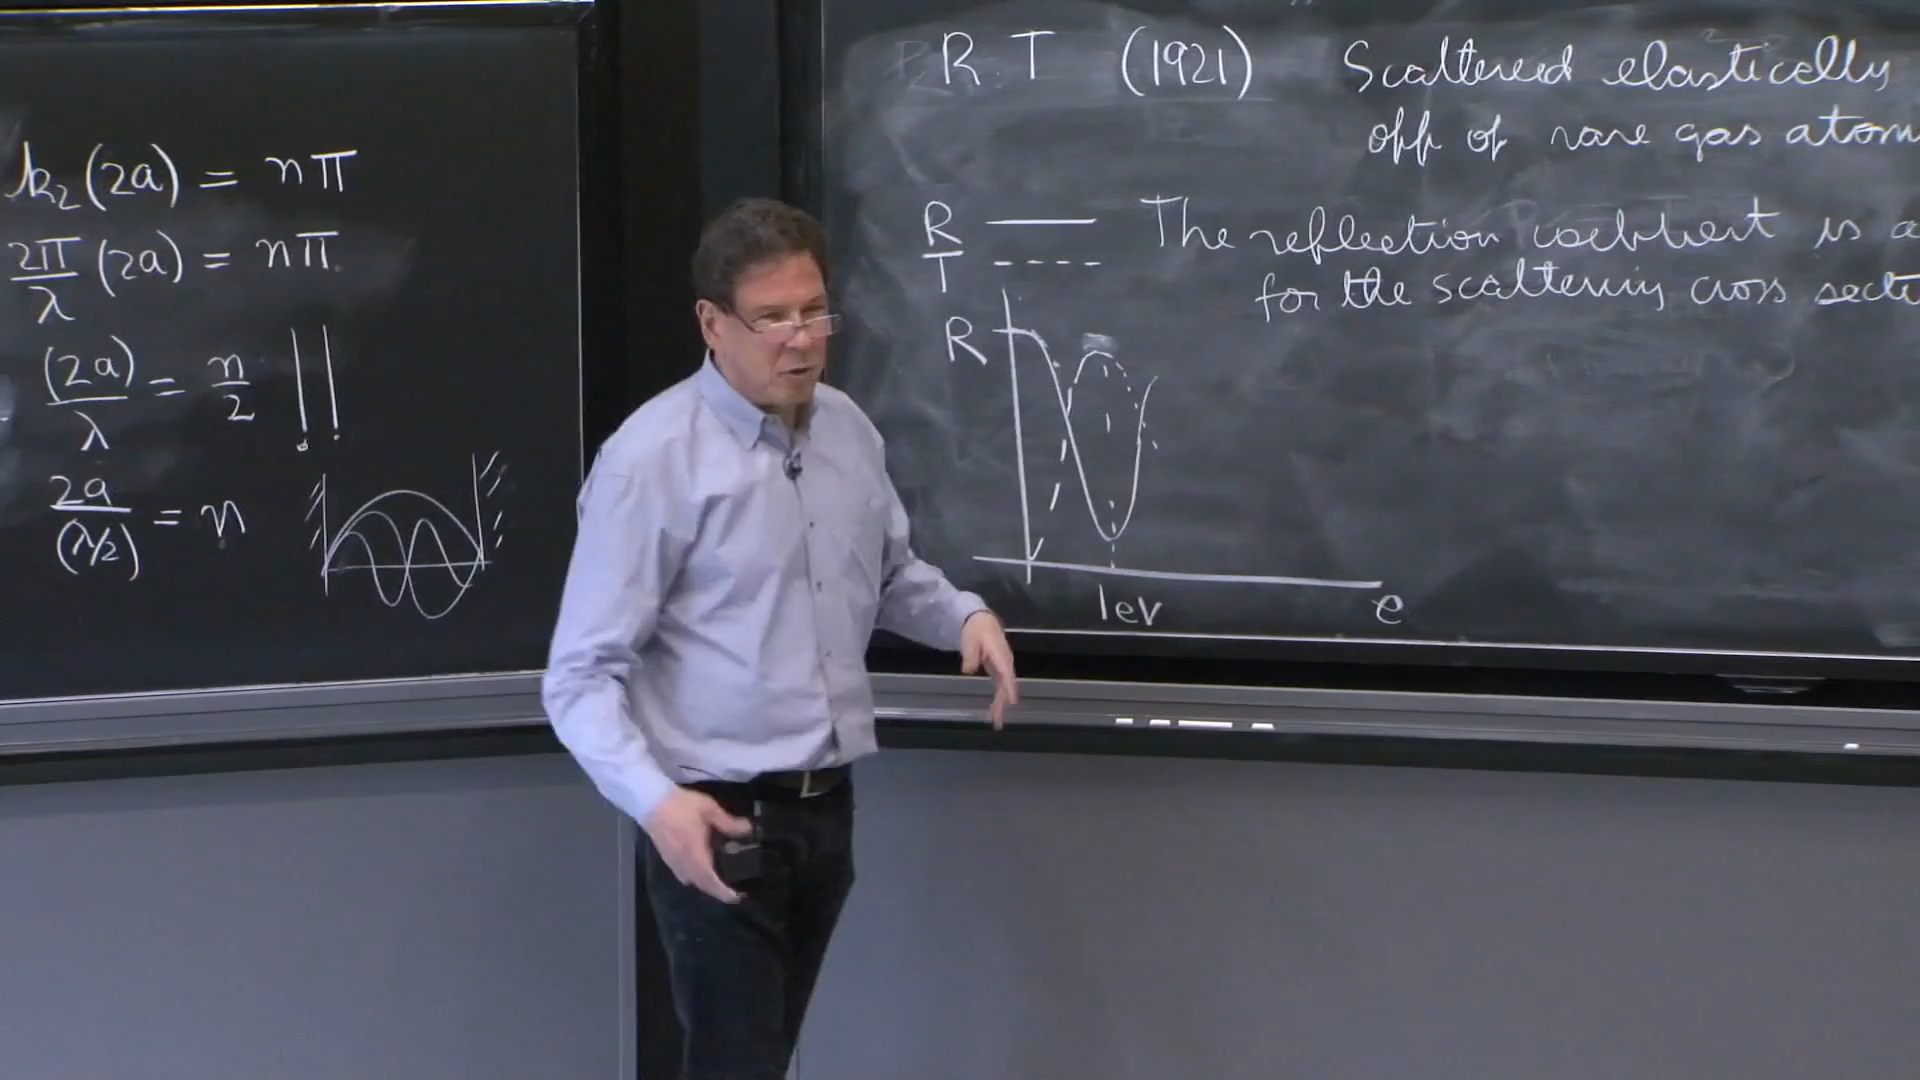 k₂(2a) = nπ
2π/λ (2a) = nπ
(2a)/λ = n/2 !!
2a/(λ/2) = n
R.T (1921) Scattered elastically
off of rare gas atom
R The reflection coefficient is a
T for the scattering cross secti
R
1ev e